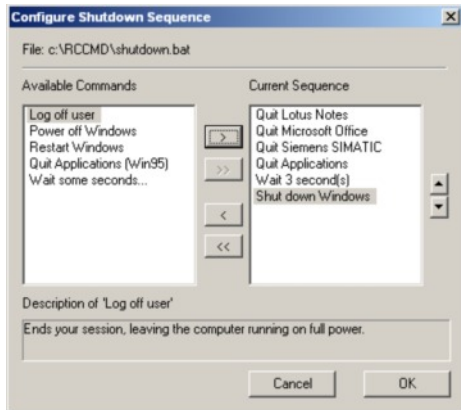 Configure Shutdown Sequence
File: c:\RCCMD\shutdown.bat
Available Commands
Log off user
Power off Windows
Restart Windows
Quit Applications (Win95)
Wait some seconds...
>
>>
<
<<
Current Sequence
Quit Lotus Notes
Quit Microsoft Office
Quit Siemens SIMATIC
Quit Applications
Wait 3 second(s)
Shut down Windows
Description of 'Log off user'
Ends your session, leaving the computer running on full power.
Cancel
OK